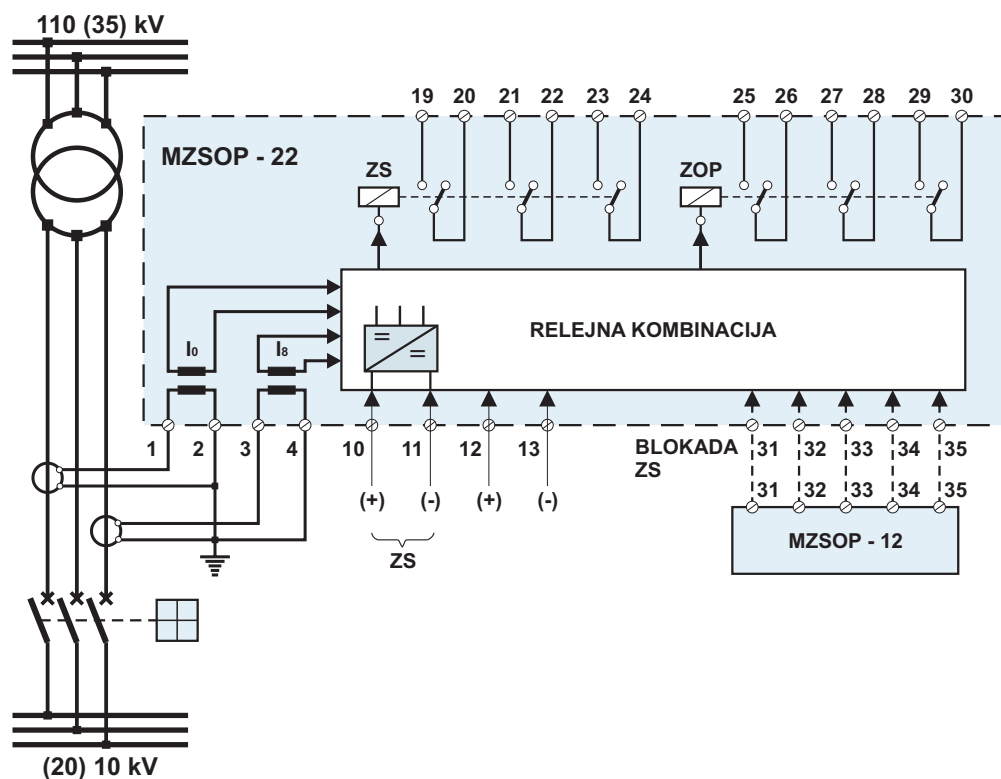 110 (35) kV
19 20 21 22 23 24 25 26 27 28 29 30
MZSOP - 22
ZS ZOP
RELEJNA KOMBINACIJA
I0 I8
1 2 3 4 10 11 12 13
BLOKADA
ZS
31 32 33 34 35
(+) (-) (+) (-)
31 32 33 34 35
ZS
MZSOP - 12
(20) 10 kV